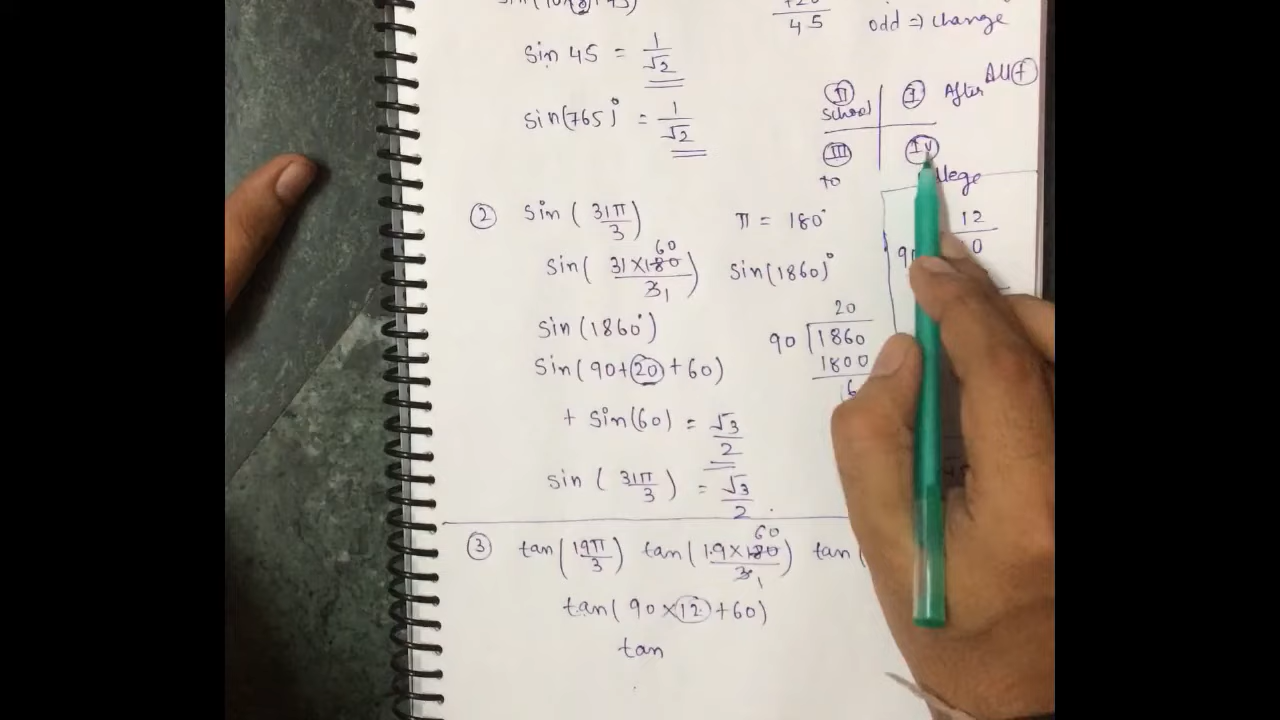 sin 45 = 1/√2
sin(765)° = 1/√2
45
odd ⇒ change
II I After All +
School
III IV
to
② sin ( 31π/3 ) π = 180°
sin( 31×180/3 ) 60 1 sin(1860)°
sin(1860°)
sin(90+20+60)
+ sin(60) = √3/2
sin ( 31π/3 ) = √3/2 .
20
90 1860
1800
12
0
③ tan( 19π/3 ) tan( 19×180/3 ) 60 1 tan(
tan( 90×12+60)
tan